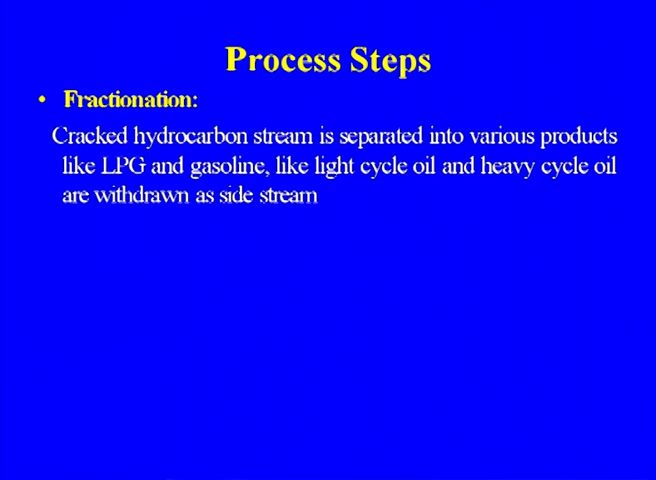 Process Steps
• Fractionation:
Cracked hydrocarbon stream is separated into various products
like LPG and gasoline, like light cycle oil and heavy cycle oil
are withdrawn as side stream